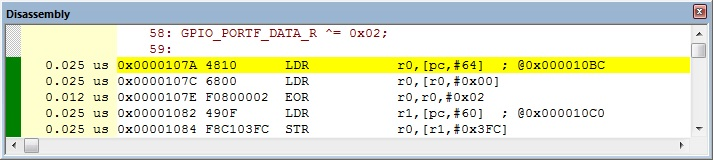 Disassembly
58: GPIO_PORTF_DATA_R ^= 0x02;
59:
0.025 us 0x0000107A 4810 LDR r0,[pc,#64] ; @0x000010BC
0.025 us 0x0000107C 6800 LDR r0,[r0,#0x00]
0.012 us 0x0000107E F0800002 EOR r0,r0,#0x02
0.025 us 0x00001082 490F LDR r1,[pc,#60] ; @0x000010C0
0.025 us 0x00001084 F8C103FC STR r0,[r1,#0x3FC]